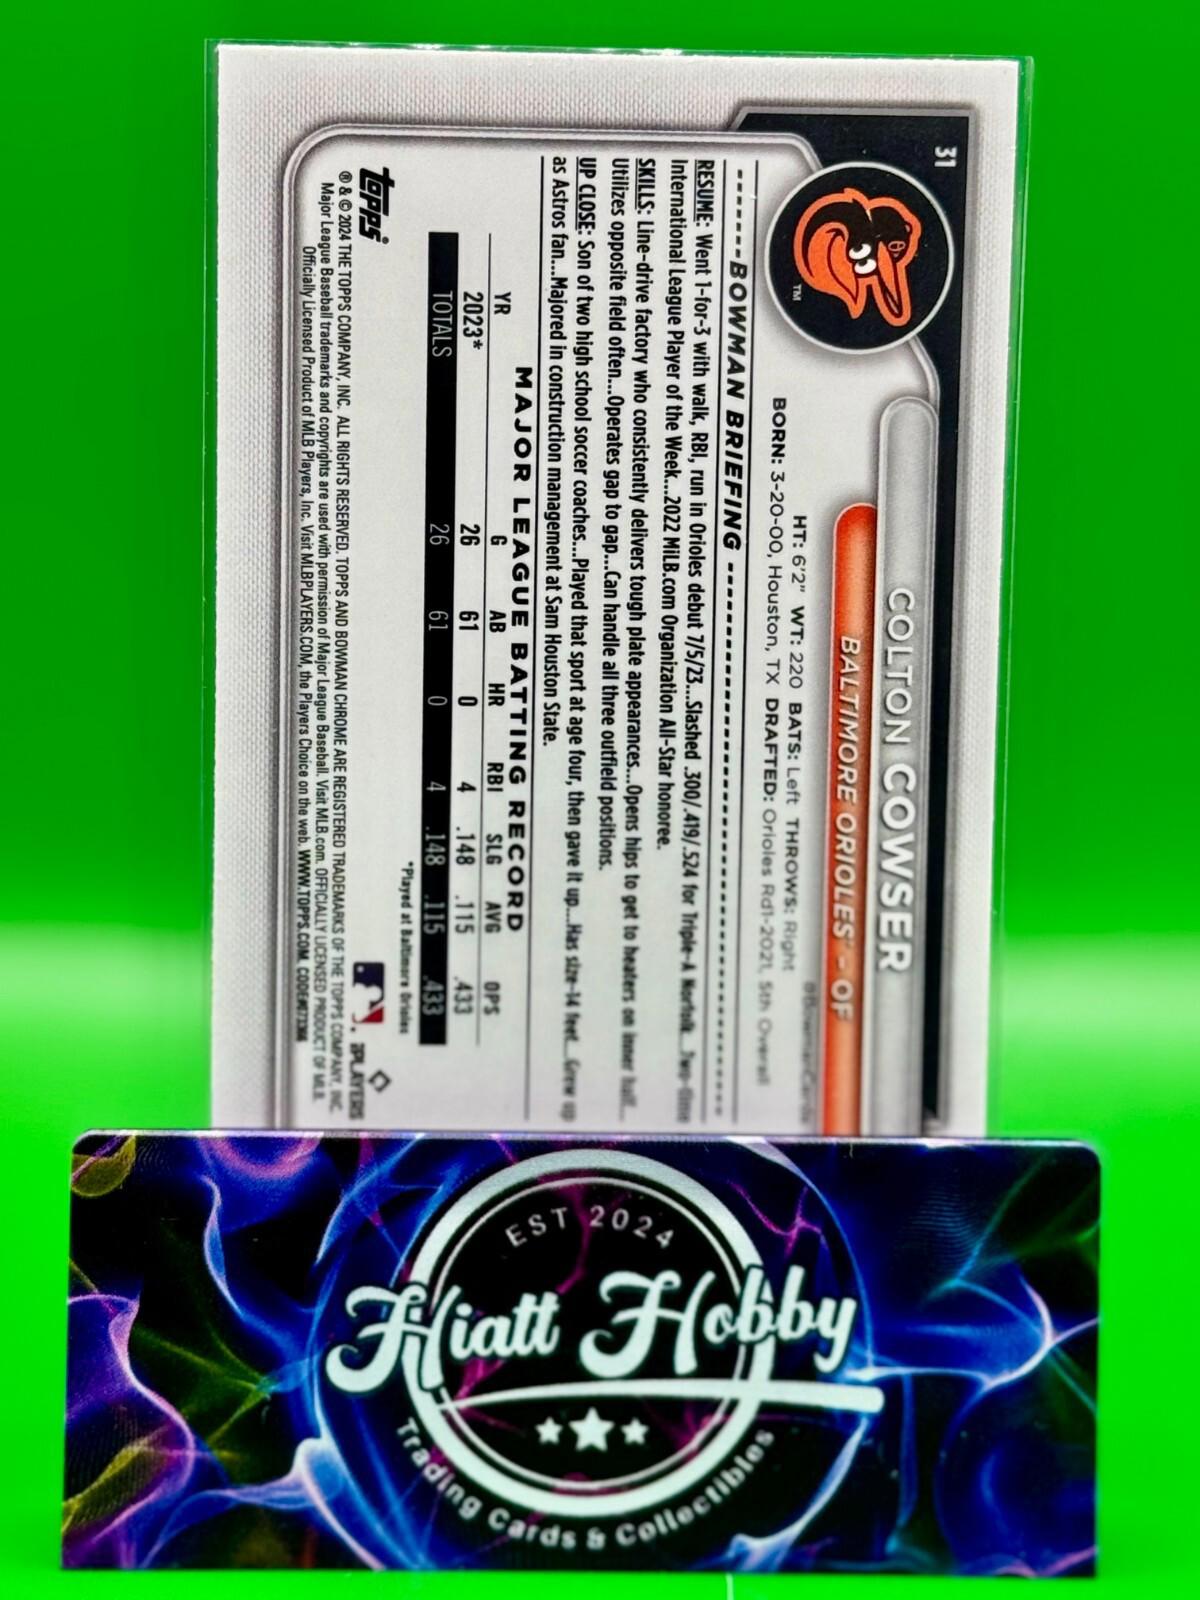 31
COLTON COWSER
BALTIMORE ORIOLES® - OF
@BowmanCards
HT: 6'2" WT: 220 BATS: Left THROWS: Right
BORN: 3-20-00, Houston, TX DRAFTED: Orioles Rd1-2021, 5th Overall
TM
BOWMAN BRIEFING
RESUME: Went 1-for-3 with walk, RBI, run in Orioles debut 7/5/23...Slashed .300/.419/.524 for Triple-A Norfolk...Two-time
International League Player of the Week...2022 MiLB.com Organization All-Star honoree.
SKILLS: Line-drive factory who consistently delivers tough plate appearances...Opens hips to get to heaters on inner half...
Utilizes opposite field often...Operates gap to gap...Can handle all three outfield positions.
UP CLOSE: Son of two high school soccer coaches...Played that sport at age four, then gave it up...Has size-14 feet...Grew up
as Astros fan...Majored in construction management at Sam Houston State.
MAJOR LEAGUE BATTING RECORD
YR G AB HR RBI SLG AVG OPS
2023* 26 61 0 4 .148 .115 .433
TOTALS 26 61 0 4 .148 .115 .433
*Played at Baltimore Orioles
topps®
PLAYERS
® & © 2024 THE TOPPS COMPANY, INC. ALL RIGHTS RESERVED. TOPPS AND BOWMAN CHROME ARE REGISTERED TRADEMARKS OF THE TOPPS COMPANY, INC.
Major League Baseball trademarks and copyrights are used with permission of Major League Baseball. Visit MLB.com. OFFICIALLY LICENSED PRODUCT OF MLB
Officially Licensed Product of MLB Players, Inc. Visit MLBPLAYERS.COM, the Players Choice on the web. WWW.TOPPS.COM. CODE#
EST 2024
Hiatt Hobby
Trading Cards & Collectibles